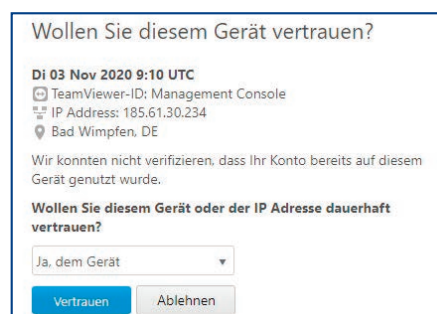 Wollen Sie diesem Gerät vertrauen?
Di 03 Nov 2020 9:10 UTC
TeamViewer-ID: Management Console
IP Address: 185.61.30.234
Bad Wimpfen, DE
Wir konnten nicht verifizieren, dass Ihr Konto bereits auf diesem
Gerät genutzt wurde.
Wollen Sie diesem Gerät oder der IP Adresse dauerhaft
vertrauen?
Ja, dem Gerät
Vertrauen Ablehnen